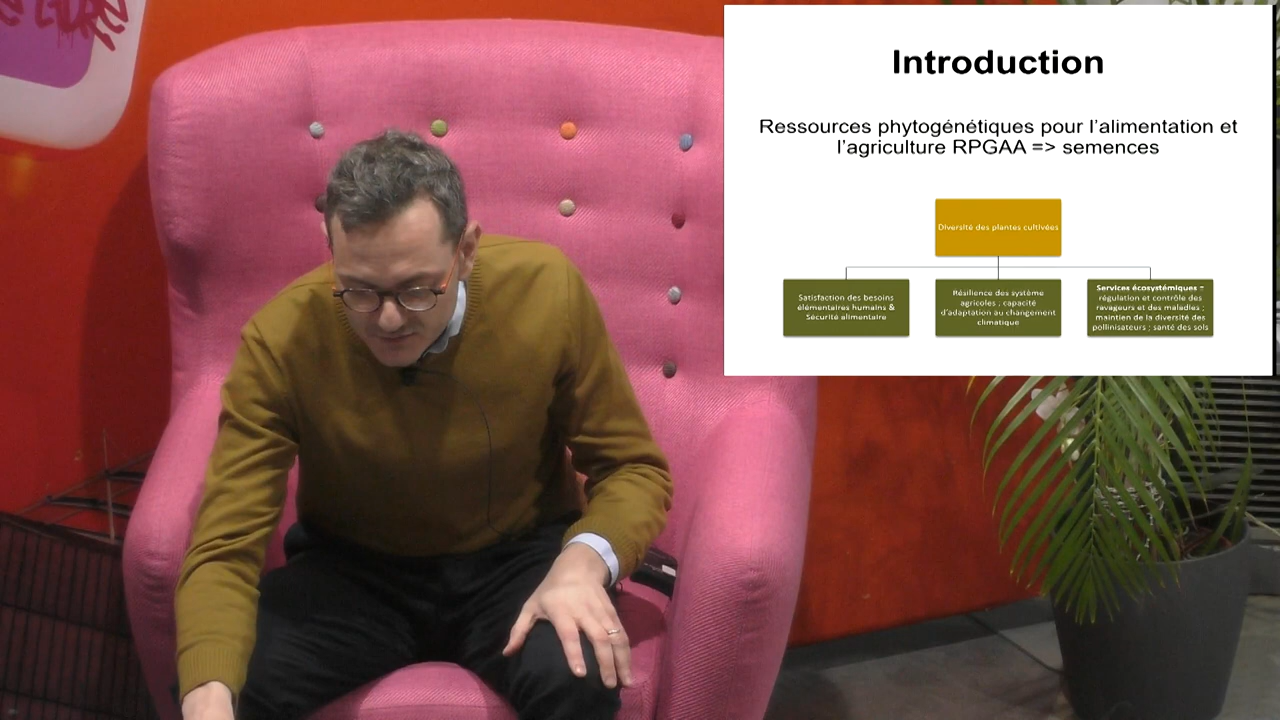 Introduction
Ressources phytogénétiques pour l'alimentation et
l'agriculture RPGAA => semences
Diversité des plantes cultivées
Satisfaction des besoins
élémentaires humains &
Sécurité alimentaire
Résilience des système
agricoles ; capacité
d'adaptation au changement
climatique
Services écosystémiques =
régulation et contrôle des
ravageurs et des maladies ;
maintien de la diversité des
pollinisateurs ; santé des sols